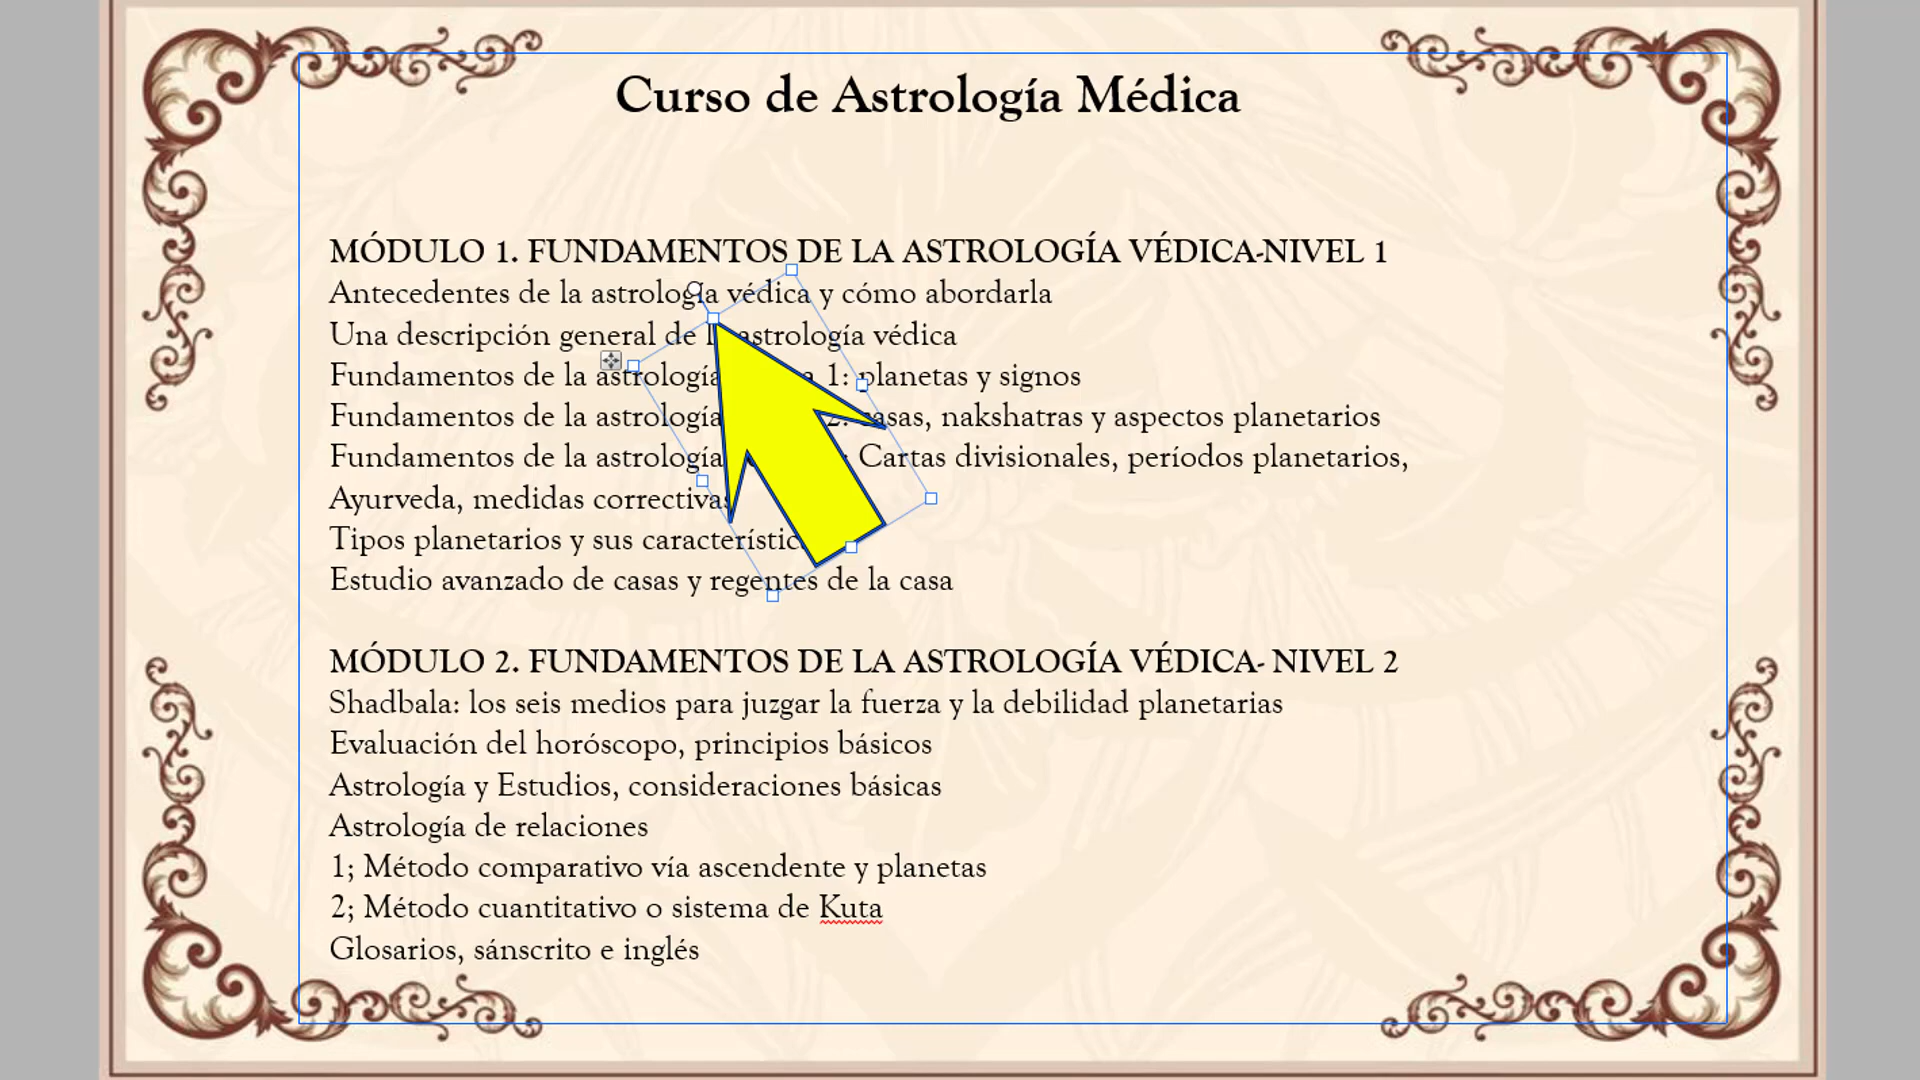 Curso de Astrología Médica
MÓDULO 1. FUNDAMENTOS DE LA ASTROLOGÍA VÉDICA-NIVEL 1
Antecedentes de la astrología védica y cómo abordarla
Una descripción general de la astrología védica
Fundamentos de la astrología 1: planetas y signos
Fundamentos de la astrología 2: casas, nakshatras y aspectos planetarios
Fundamentos de la astrología : Cartas divisionales, períodos planetarios,
Ayurveda, medidas correctivas
Tipos planetarios y sus características
Estudio avanzado de casas y regentes de la casa
MÓDULO 2. FUNDAMENTOS DE LA ASTROLOGÍA VÉDICA- NIVEL 2
Shadbala: los seis medios para juzgar la fuerza y la debilidad planetarias
Evaluación del horóscopo, principios básicos
Astrología y Estudios, consideraciones básicas
Astrología de relaciones
1; Método comparativo vía ascendente y planetas
2; Método cuantitativo o sistema de Kuta
Glosarios, sánscrito e inglés